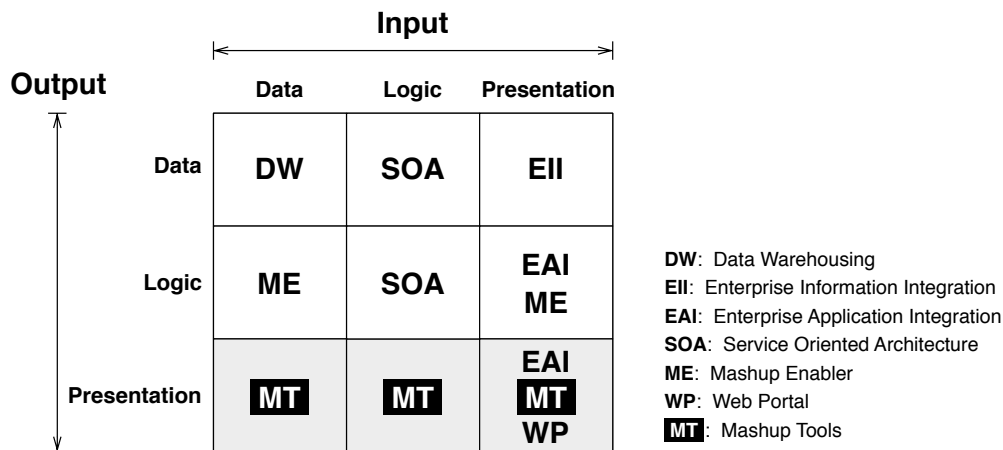 Input
Output
Data Logic Presentation
Data DW SOA EII
Logic ME SOA EAI
ME
Presentation MT MT EAI
MT
WP
DW: Data Warehousing
EII: Enterprise Information Integration
EAI: Enterprise Application Integration
SOA: Service Oriented Architecture
ME: Mashup Enabler
WP: Web Portal
MT: Mashup Tools